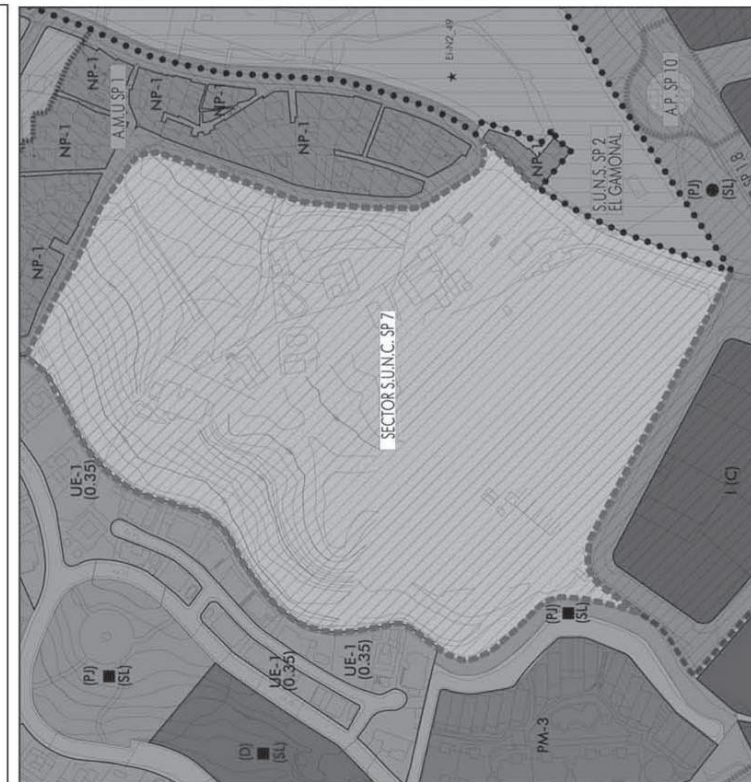 NP-1
A.M.U SP 1
NP-1
NP-1
NP-1
NP-1
NP-1
EI-N2_49
S.U.N.S. SP 2
EL GAMONAL
A.P. SP 10
(PJ)
(SL)
SECTOR S.U.N.C. SP 7
UE-1
(0.35)
UE-1
(0.35)
UE-1
(0.35)
(PJ)
(SL)
(D)
(SL)
(PJ)
(SL)
PM-3
I (C)